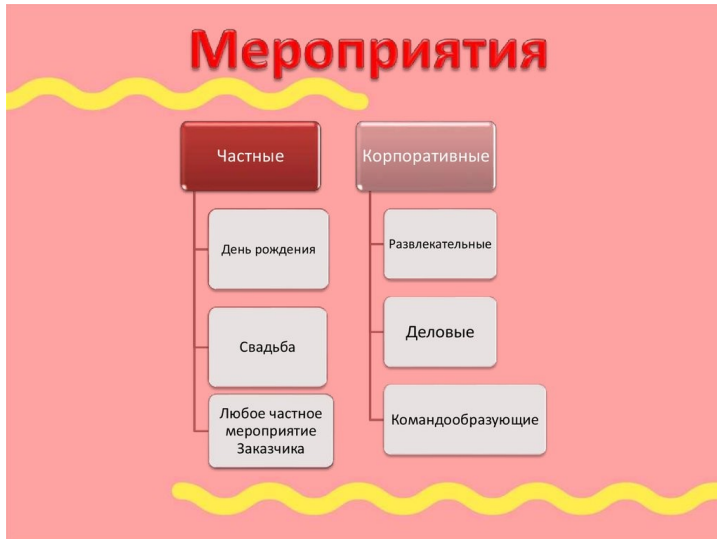 Мероприятия
Частные
День рождения
Свадьба
Любое частное
мероприятие
Заказчика
Корпоративные
Развлекательные
Деловые
Командообразующие